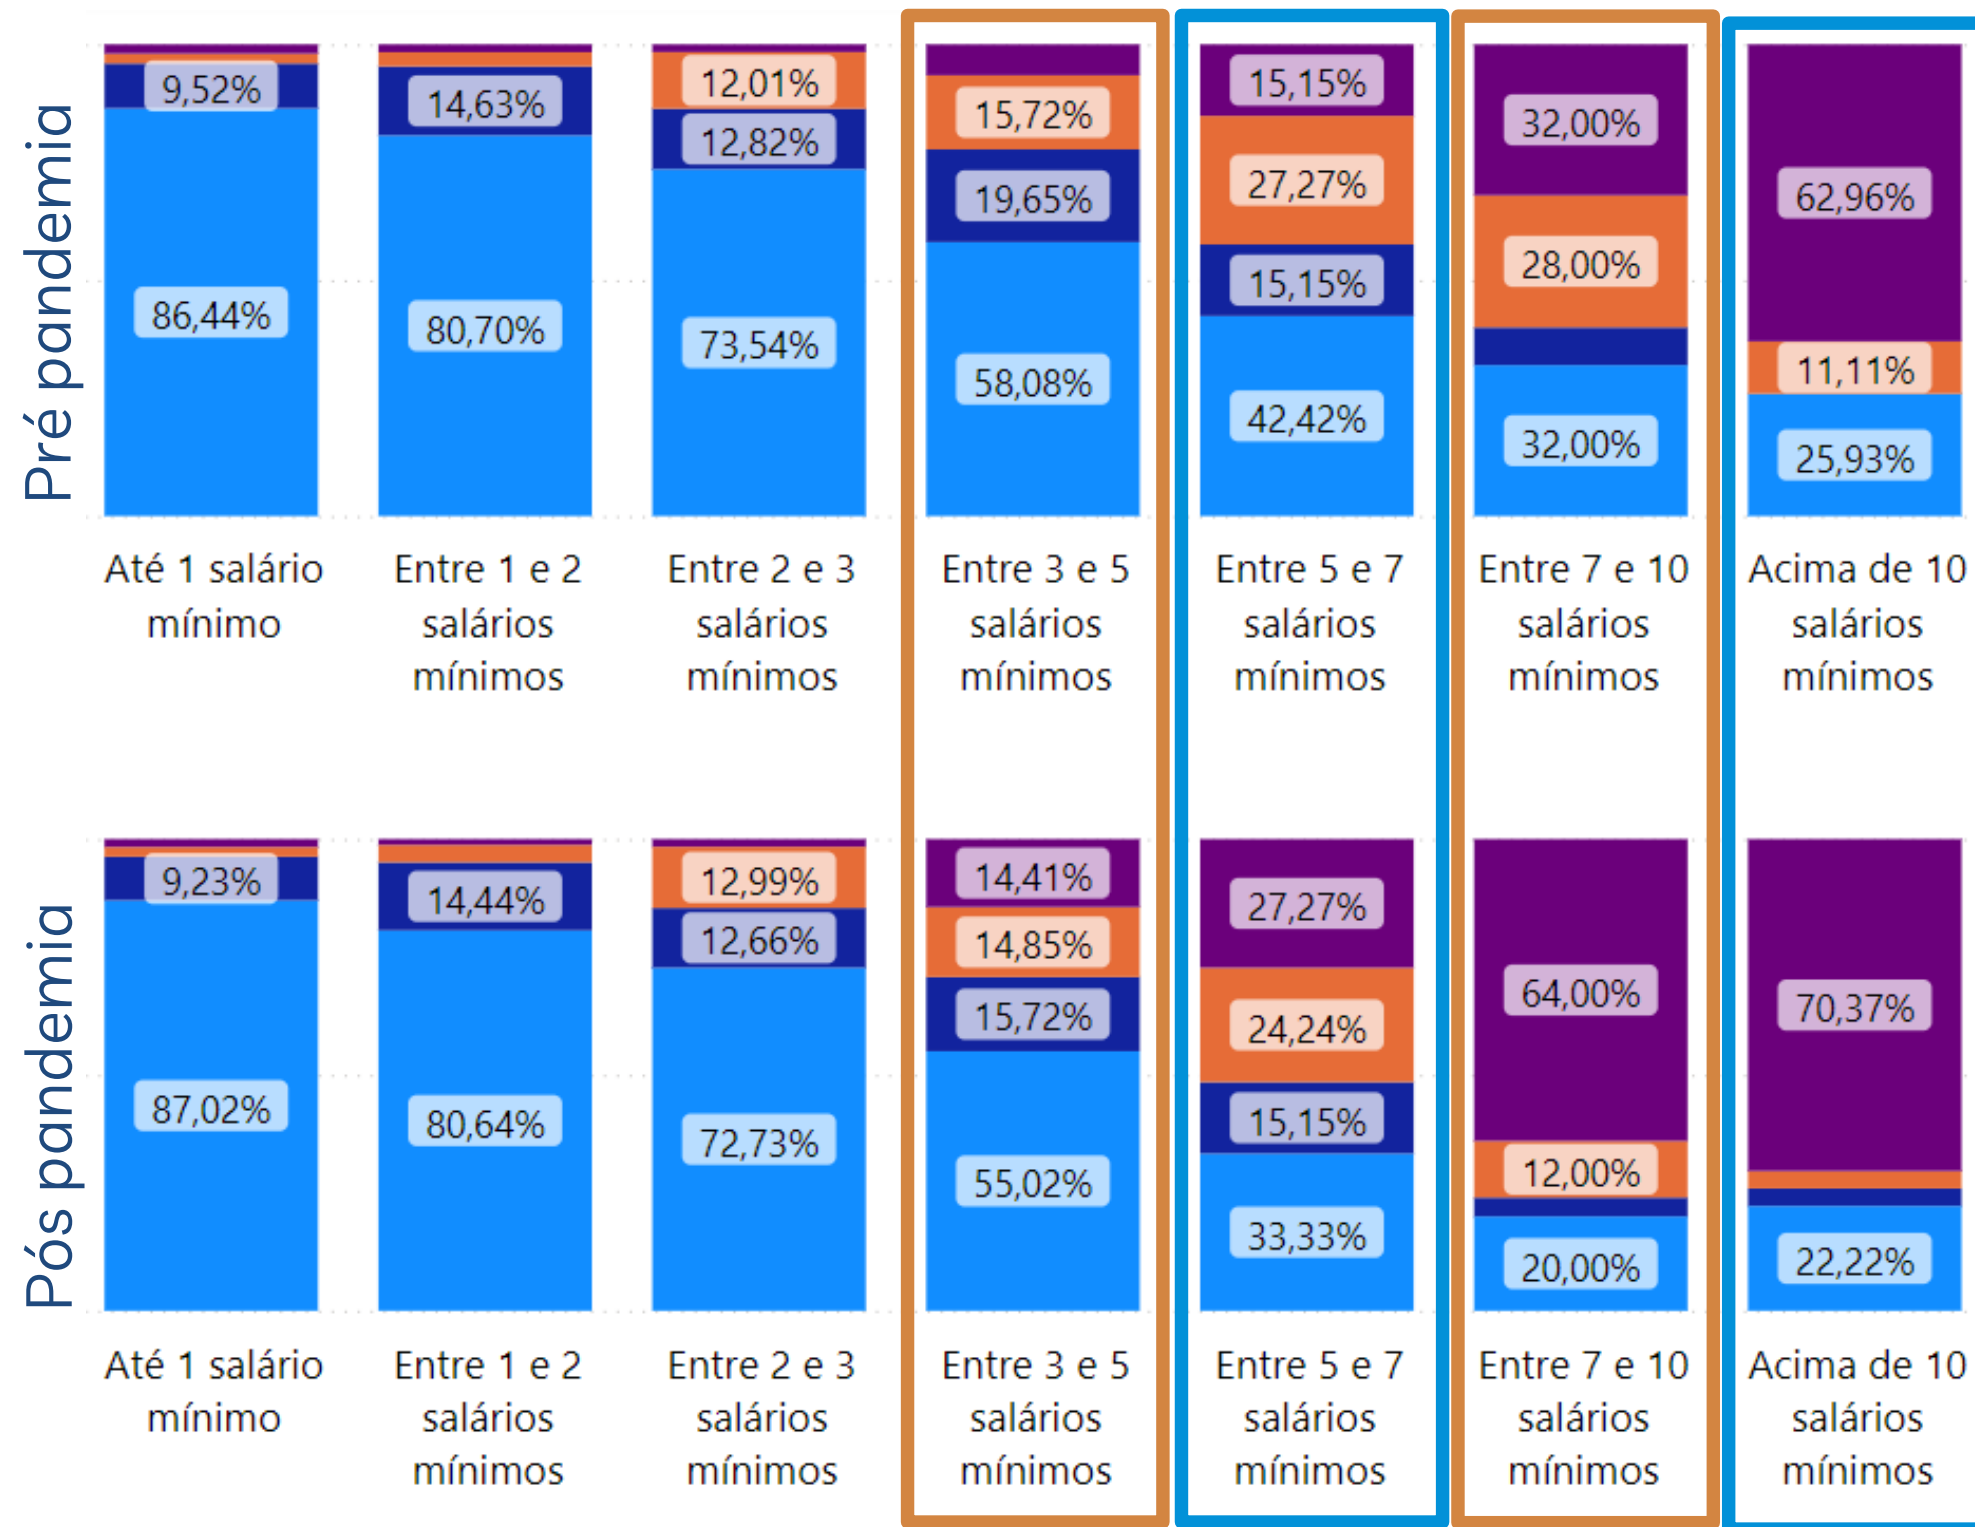 Pré pandemia
9,52%
86,44%
14,63%
80,70%
12,01%
12,82%
73,54%
15,72%
19,65%
58,08%
15,15%
27,27%
15,15%
42,42%
32,00%
28,00%
32,00%
62,96%
11,11%
25,93%
Até 1 salário
mínimo
Entre 1 e 2
salários
mínimos
Entre 2 e 3
salários
mínimos
Entre 3 e 5
salários
mínimos
Entre 5 e 7
salários
mínimos
Entre 7 e 10
salários
mínimos
Acima de 10
salários
mínimos
Pós pandemia
9,23%
87,02%
14,44%
80,64%
12,99%
12,66%
72,73%
14,41%
14,85%
15,72%
55,02%
27,27%
24,24%
15,15%
33,33%
64,00%
12,00%
20,00%
70,37%
22,22%
Até 1 salário
mínimo
Entre 1 e 2
salários
mínimos
Entre 2 e 3
salários
mínimos
Entre 3 e 5
salários
mínimos
Entre 5 e 7
salários
mínimos
Entre 7 e 10
salários
mínimos
Acima de 10
salários
mínimos